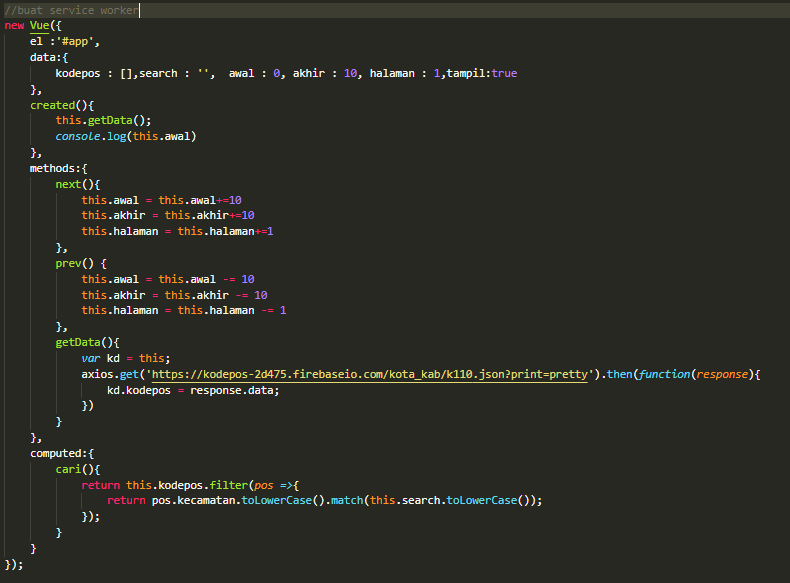 //buat service worker
new Vue({
    el :'#app',
    data:{
        kodepos : [],search : '',  awal : 0, akhir : 10, halaman : 1,tampil:true
    },
    created(){
        this.getData();
        console.log(this.awal)
    },
    methods:{
        next(){
            this.awal = this.awal+=10
            this.akhir = this.akhir+=10
            this.halaman = this.halaman+=1
        },
        prev() {
            this.awal = this.awal -= 10
            this.akhir = this.akhir -= 10
            this.halaman = this.halaman -= 1
        },
        getData(){
            var kd = this;
            axios.get('https://kodepos-2d475.firebaseio.com/kota_kab/k110.json?print=pretty').then(function(response){
                kd.kodepos = response.data;
            })
        }
    },
    computed:{
        cari(){
            return this.kodepos.filter(pos =>{
                return pos.kecamatan.toLowerCase().match(this.search.toLowerCase());
            });
        }
    }
});